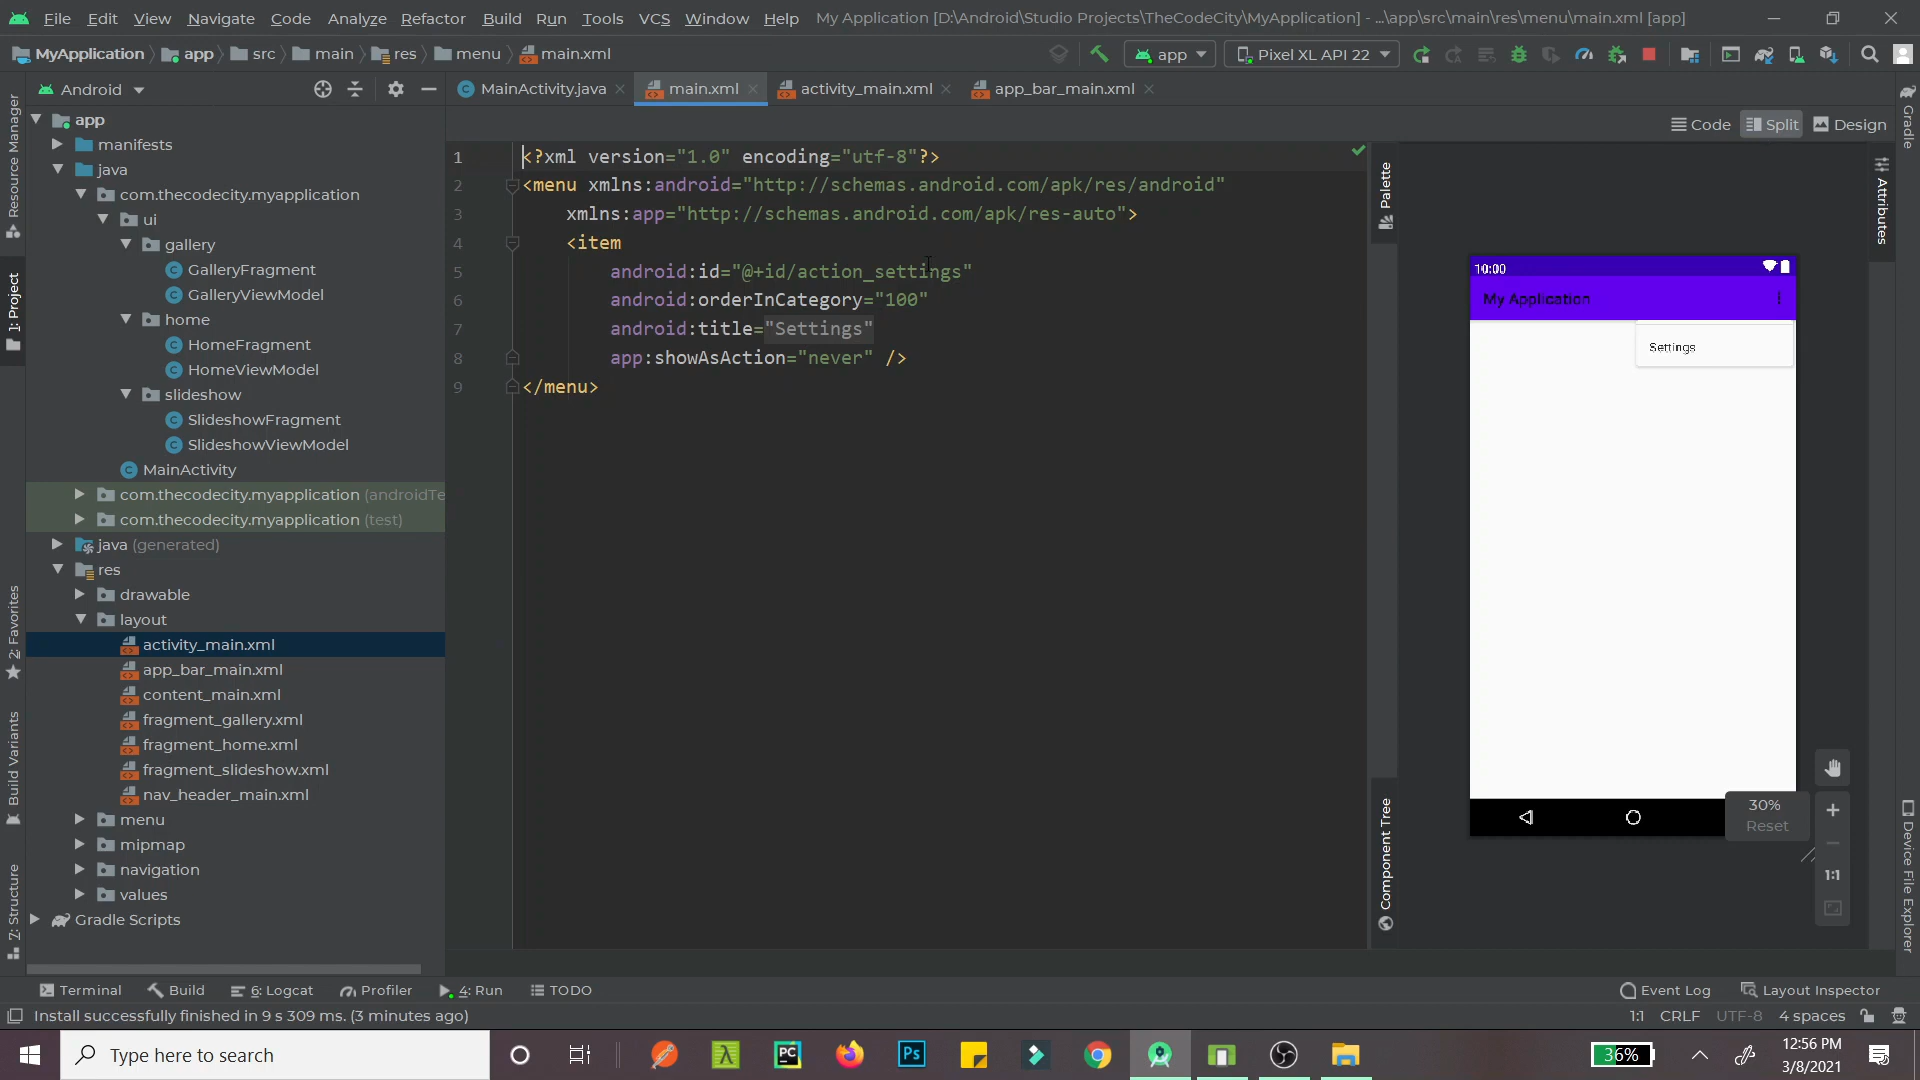 File Edit View Navigate Code Analyze Refactor Build Run Tools VCS Window Help My Application [D:\Android\Studio Projects\TheCodeCity\MyApplication] - ...\app\src\main\res\menu\main.xml [app]
MyApplication app src main res menu main.xml app Pixel XL API 22
Android MainActivity.java main.xml activity_main.xml app_bar_main.xml
Code Split Design
Resource Manager
1: Project
2: Favorites
Build Variants
7: Structure
app
manifests
java
com.thecodecity.myapplication
ui
gallery
GalleryFragment
GalleryViewModel
home
HomeFragment
HomeViewModel
slideshow
SlideshowFragment
SlideshowViewModel
MainActivity
com.thecodecity.myapplication (androidTe
com.thecodecity.myapplication (test)
java (generated)
res
drawable
layout
activity_main.xml
app_bar_main.xml
content_main.xml
fragment_gallery.xml
fragment_home.xml
fragment_slideshow.xml
nav_header_main.xml
menu
mipmap
navigation
values
Gradle Scripts
1 <?xml version="1.0" encoding="utf-8"?>
2 <menu xmlns:android="http://schemas.android.com/apk/res/android"
3 xmlns:app="http://schemas.android.com/apk/res-auto">
4 <item
5 android:id="@+id/action_settings"
6 android:orderInCategory="100"
7 android:title="Settings"
8 app:showAsAction="never" />
9 </menu>
Palette
Component Tree
10:00
My Application
Settings
30%
Reset
1:1
Gradle
Attributes
Device File Explorer
Terminal Build 6: Logcat Profiler 4: Run TODO Event Log Layout Inspector
Install successfully finished in 9 s 309 ms. (3 minutes ago) 1:1 CRLF UTF-8 4 spaces
Type here to search PC Ps 36% 12:56 PM
3/8/2021